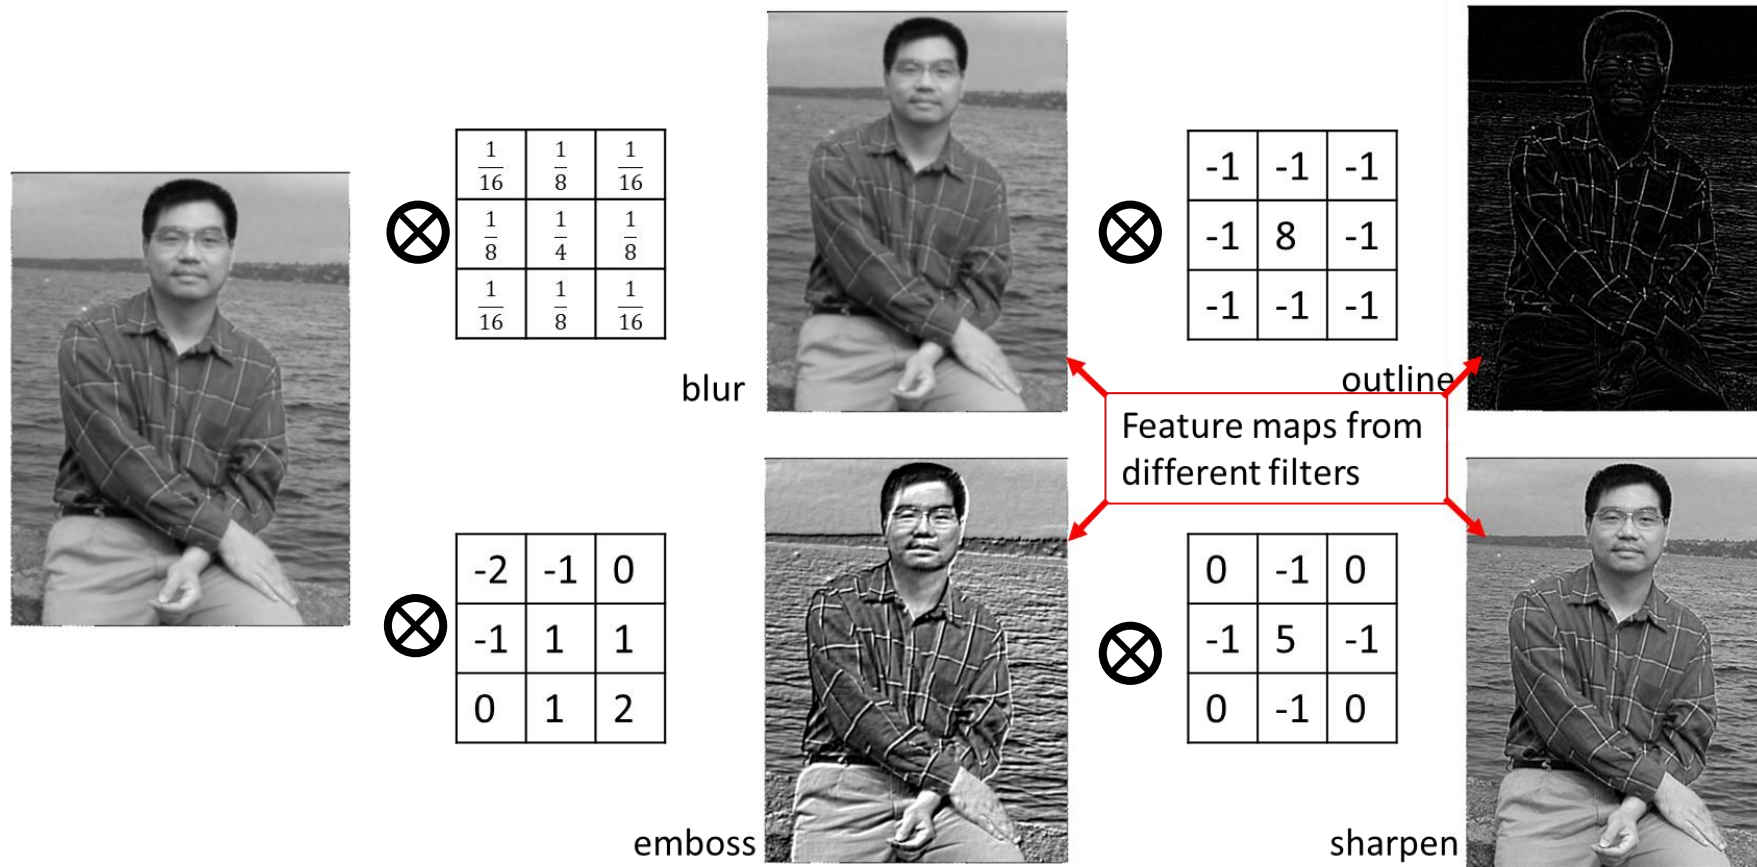 1/16 1/8 1/16
1/8 1/4 1/8
1/16 1/8 1/16
blur
-1 -1 -1
-1 8 -1
-1 -1 -1
outline
Feature maps from
different filters
-2 -1 0
-1 1 1
0 1 2
emboss
0 -1 0
-1 5 -1
0 -1 0
sharpen